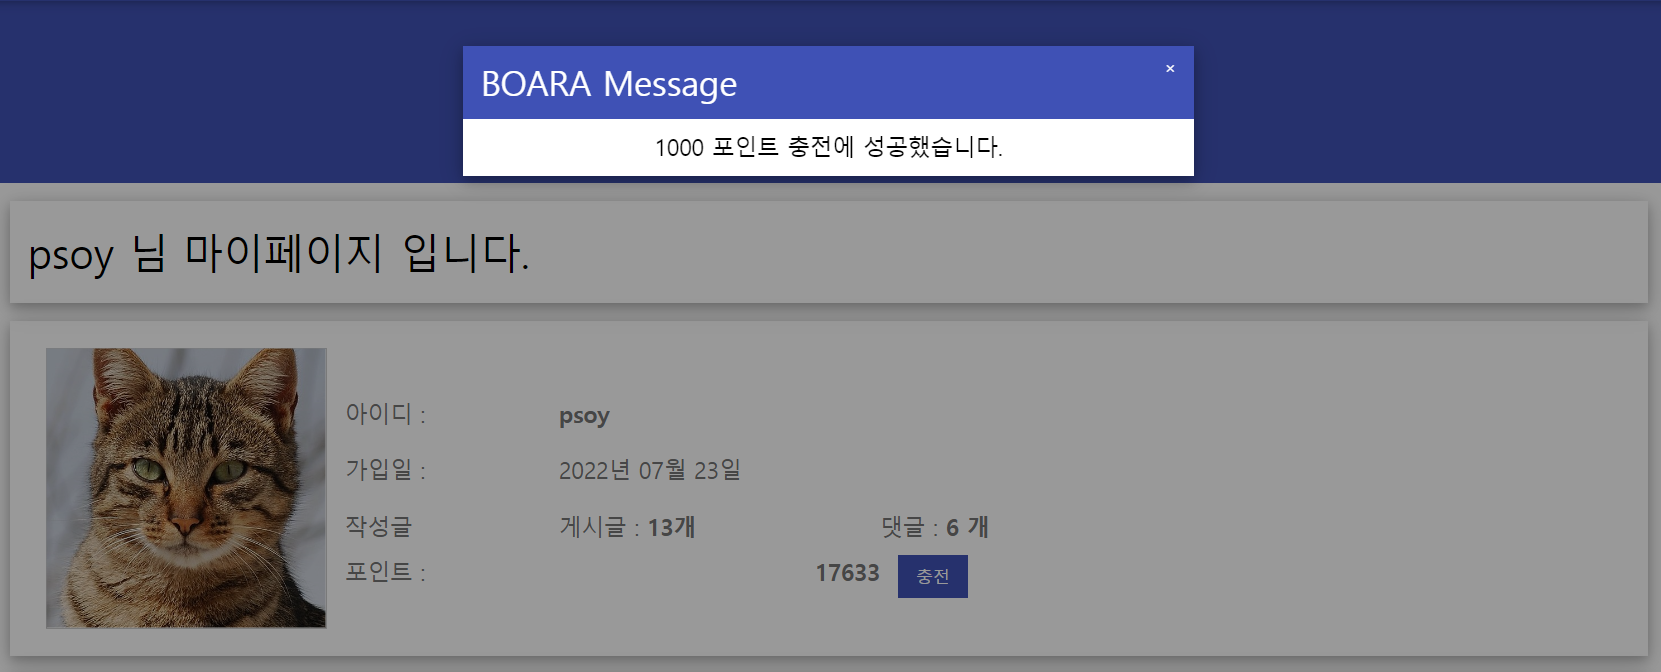 BOARA Message ×
1000 포인트 충전에 성공했습니다.
psoy 님 마이페이지 입니다.
아이디 : psoy
가입일 : 2022년 07월 23일
작성글 게시글 : 13개 댓글 : 6 개
포인트 : 17633 충전